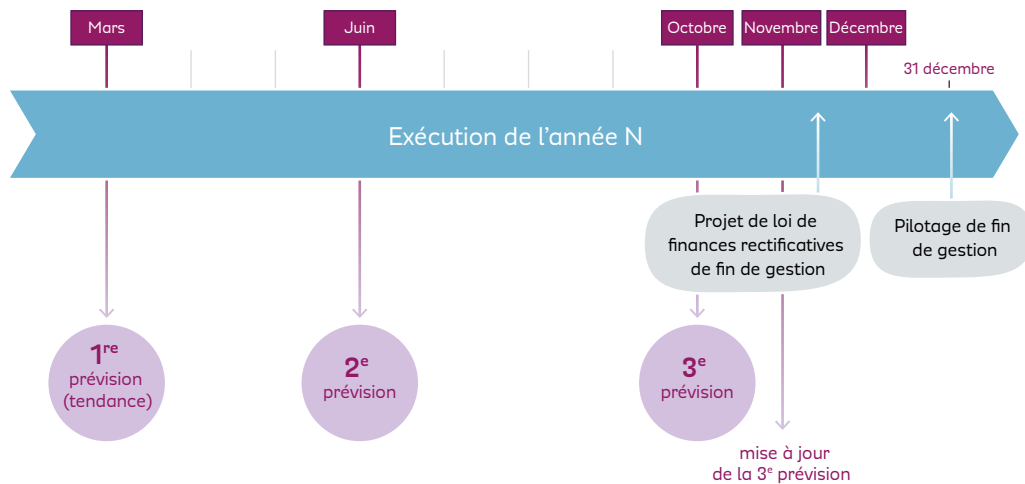 Mars
Juin
Octobre
Novembre
Décembre
31 décembre
Exécution de l'année N
Projet de loi de
finances rectificatives
de fin de gestion
Pilotage de fin
de gestion
1re
prévision
(tendance)
2e
prévision
3e
prévision
mise à jour
de la 3e prévision